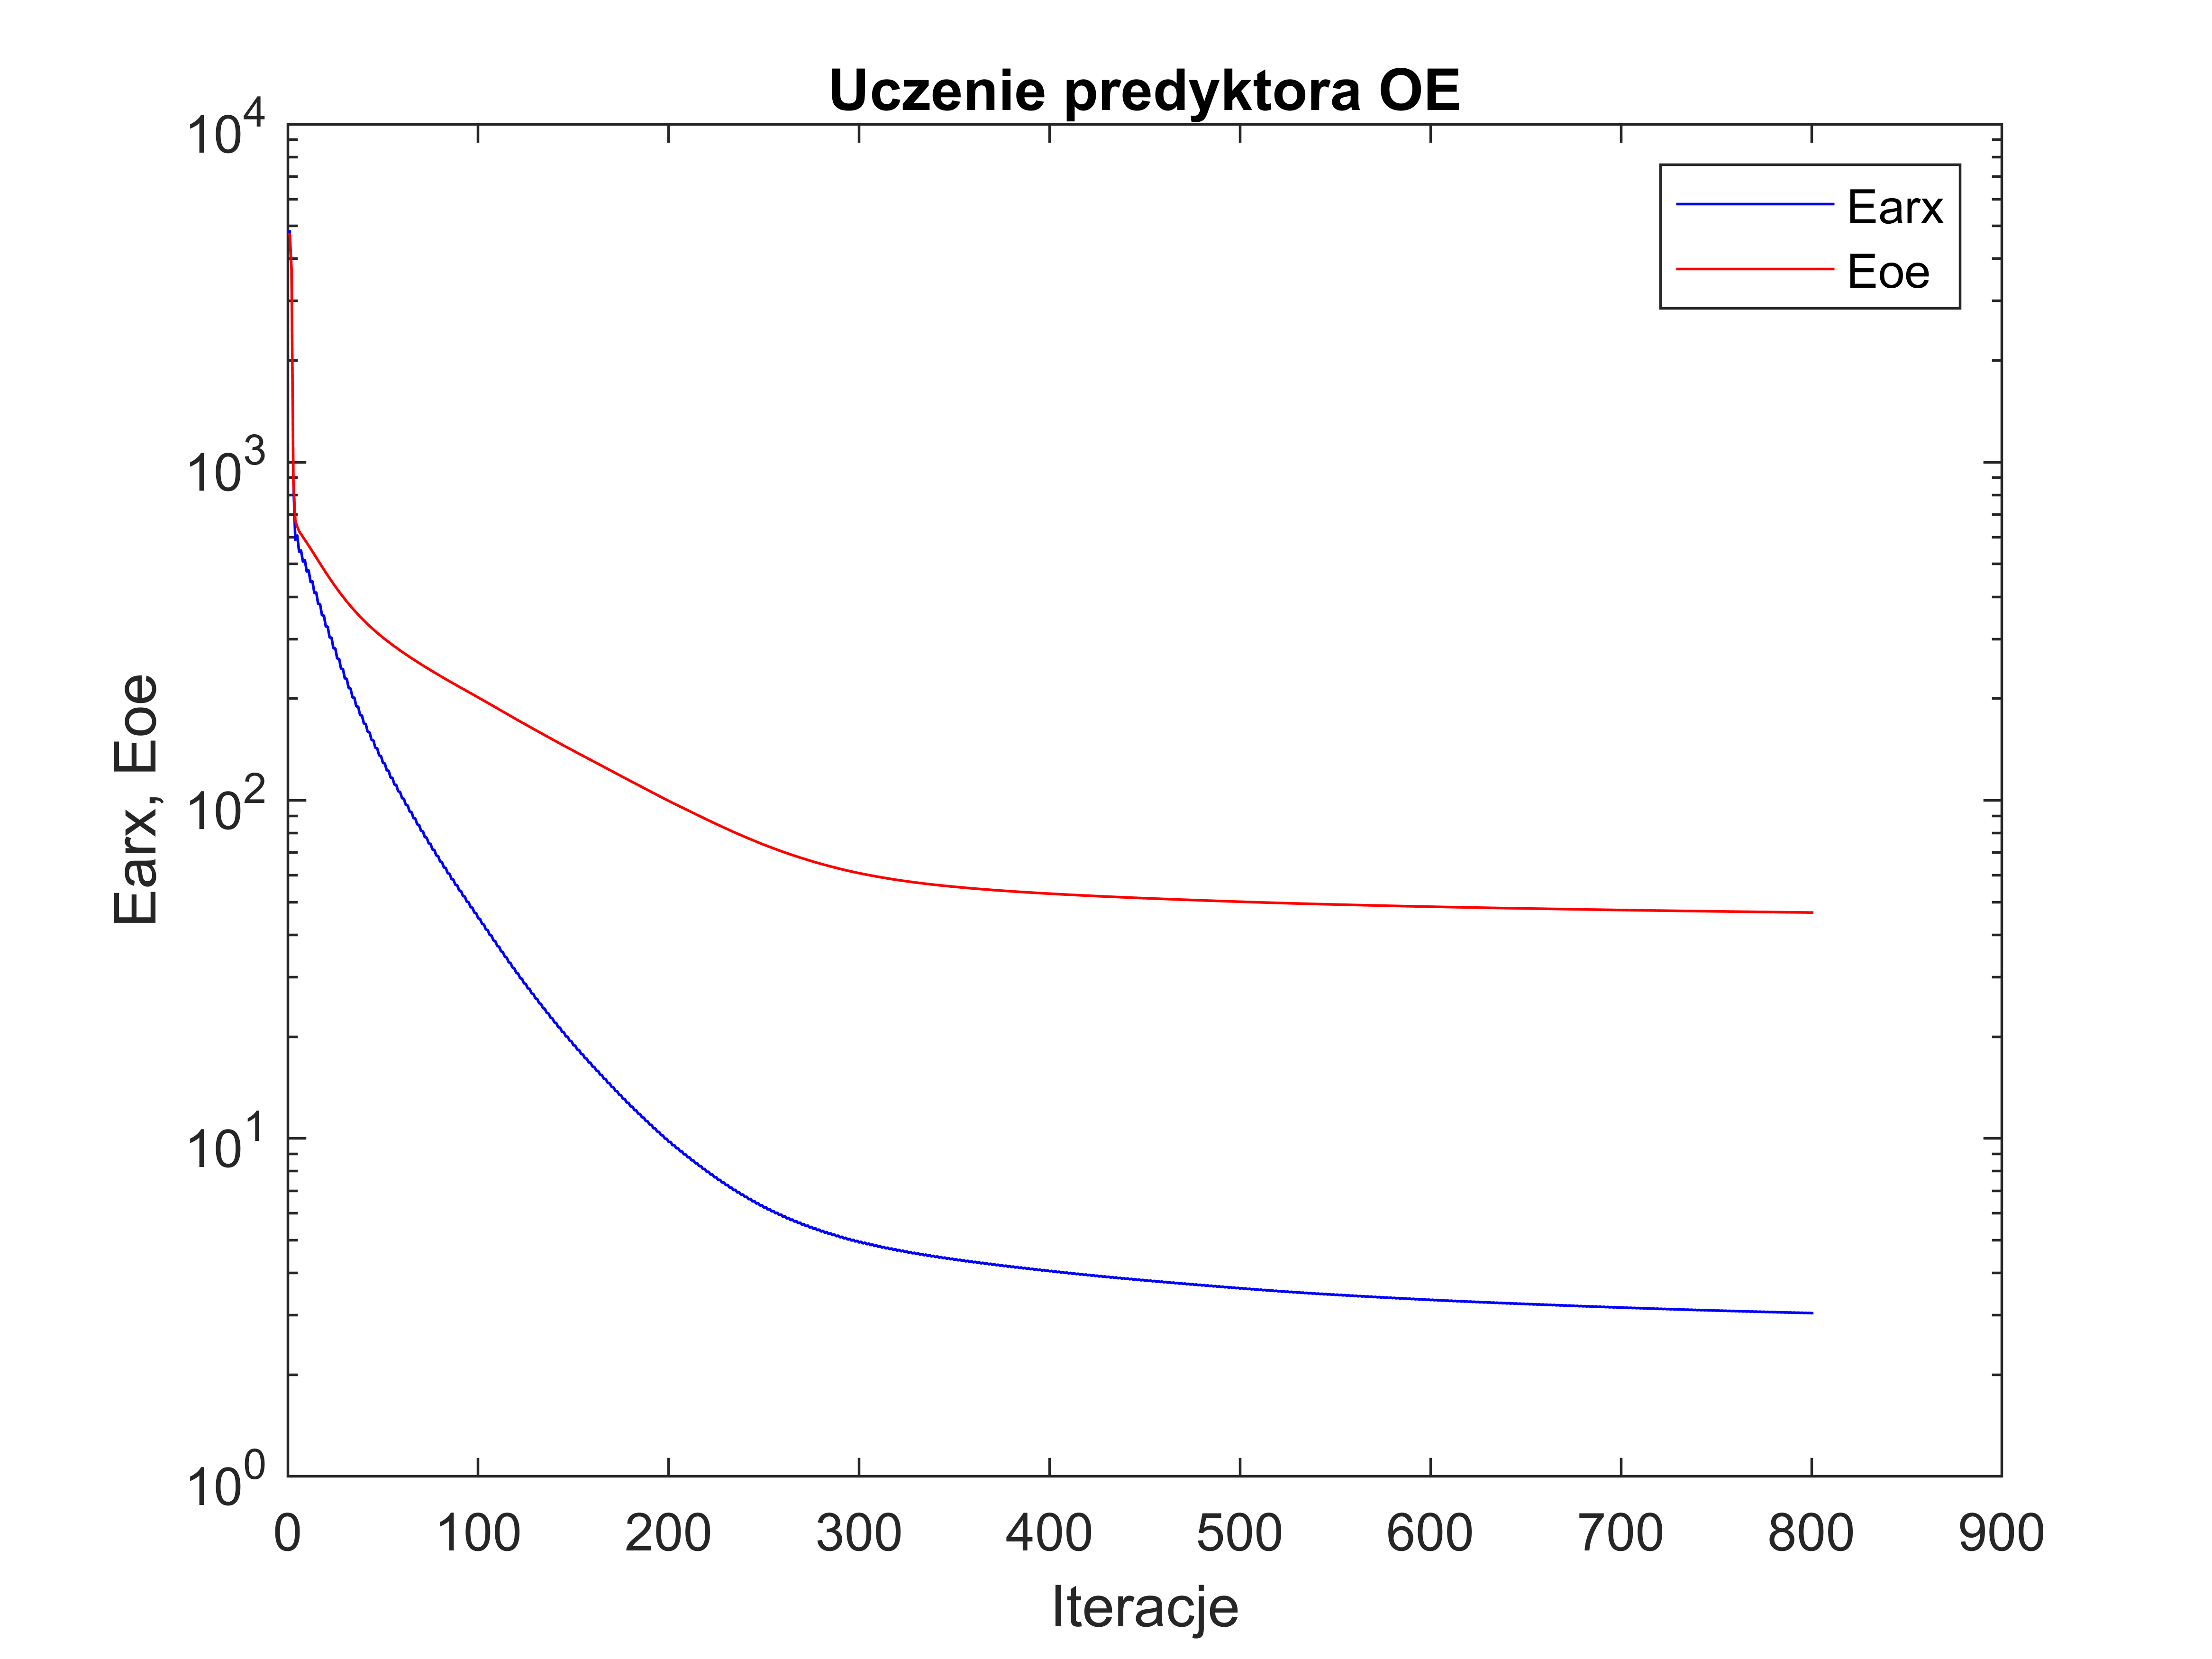 Uczenie predyktora OE
10^4
10^3
10^2
10^1
10^0
Earx, Eoe
Earx
Eoe
0 100 200 300 400 500 600 700 800 900
Iteracje